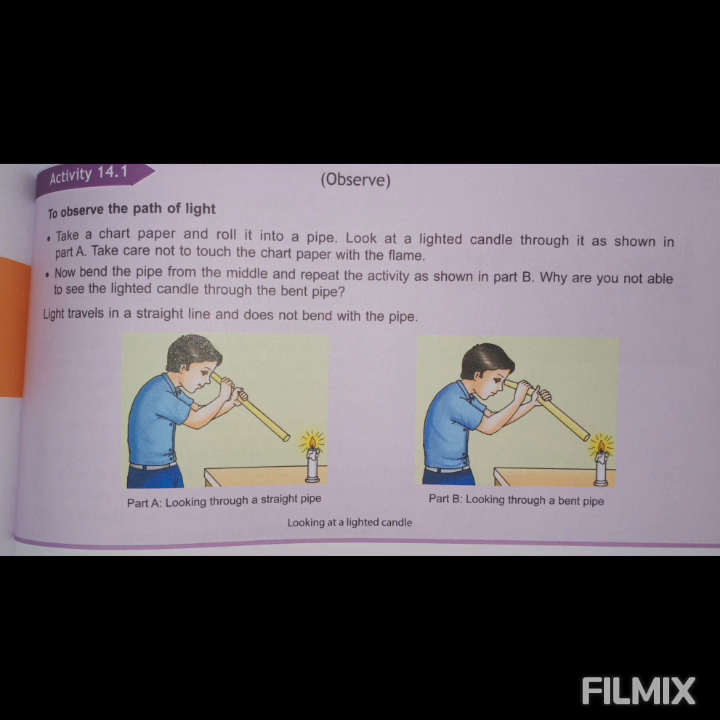 Activity 14.1
(Observe)
To observe the path of light
• Take a chart paper and roll it into a pipe. Look at a lighted candle through it as shown in
part A. Take care not to touch the chart paper with the flame.
• Now bend the pipe from the middle and repeat the activity as shown in part B. Why are you not able
to see the lighted candle through the bent pipe?
Light travels in a straight line and does not bend with the pipe.
Part A: Looking through a straight pipe
Part B: Looking through a bent pipe
Looking at a lighted candle
FILMIX